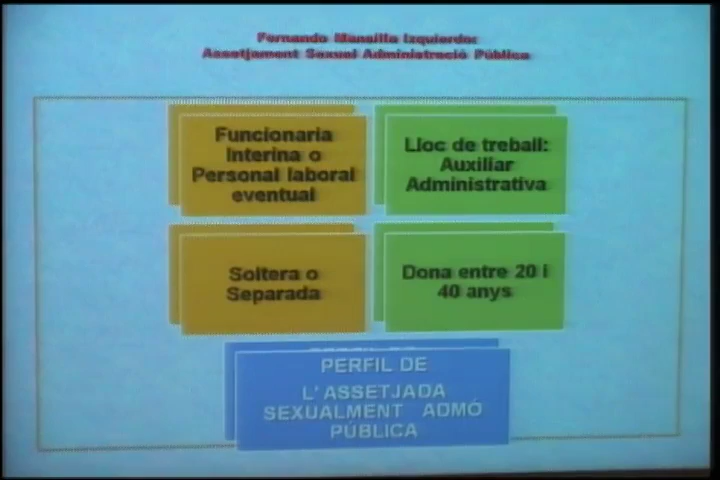 Fernando Mansilla Izquierdo:
Assetjament Sexual Administració Pública
Funcionaria
Interina o
Personal laboral
eventual
Lloc de treball:
Auxiliar
Administrativa
Soltera o
Separada
Dona entre 20 i
40 anys
PERFIL DE
L'ASSETJADA
SEXUALMENT ADMÓ
PÚBLICA